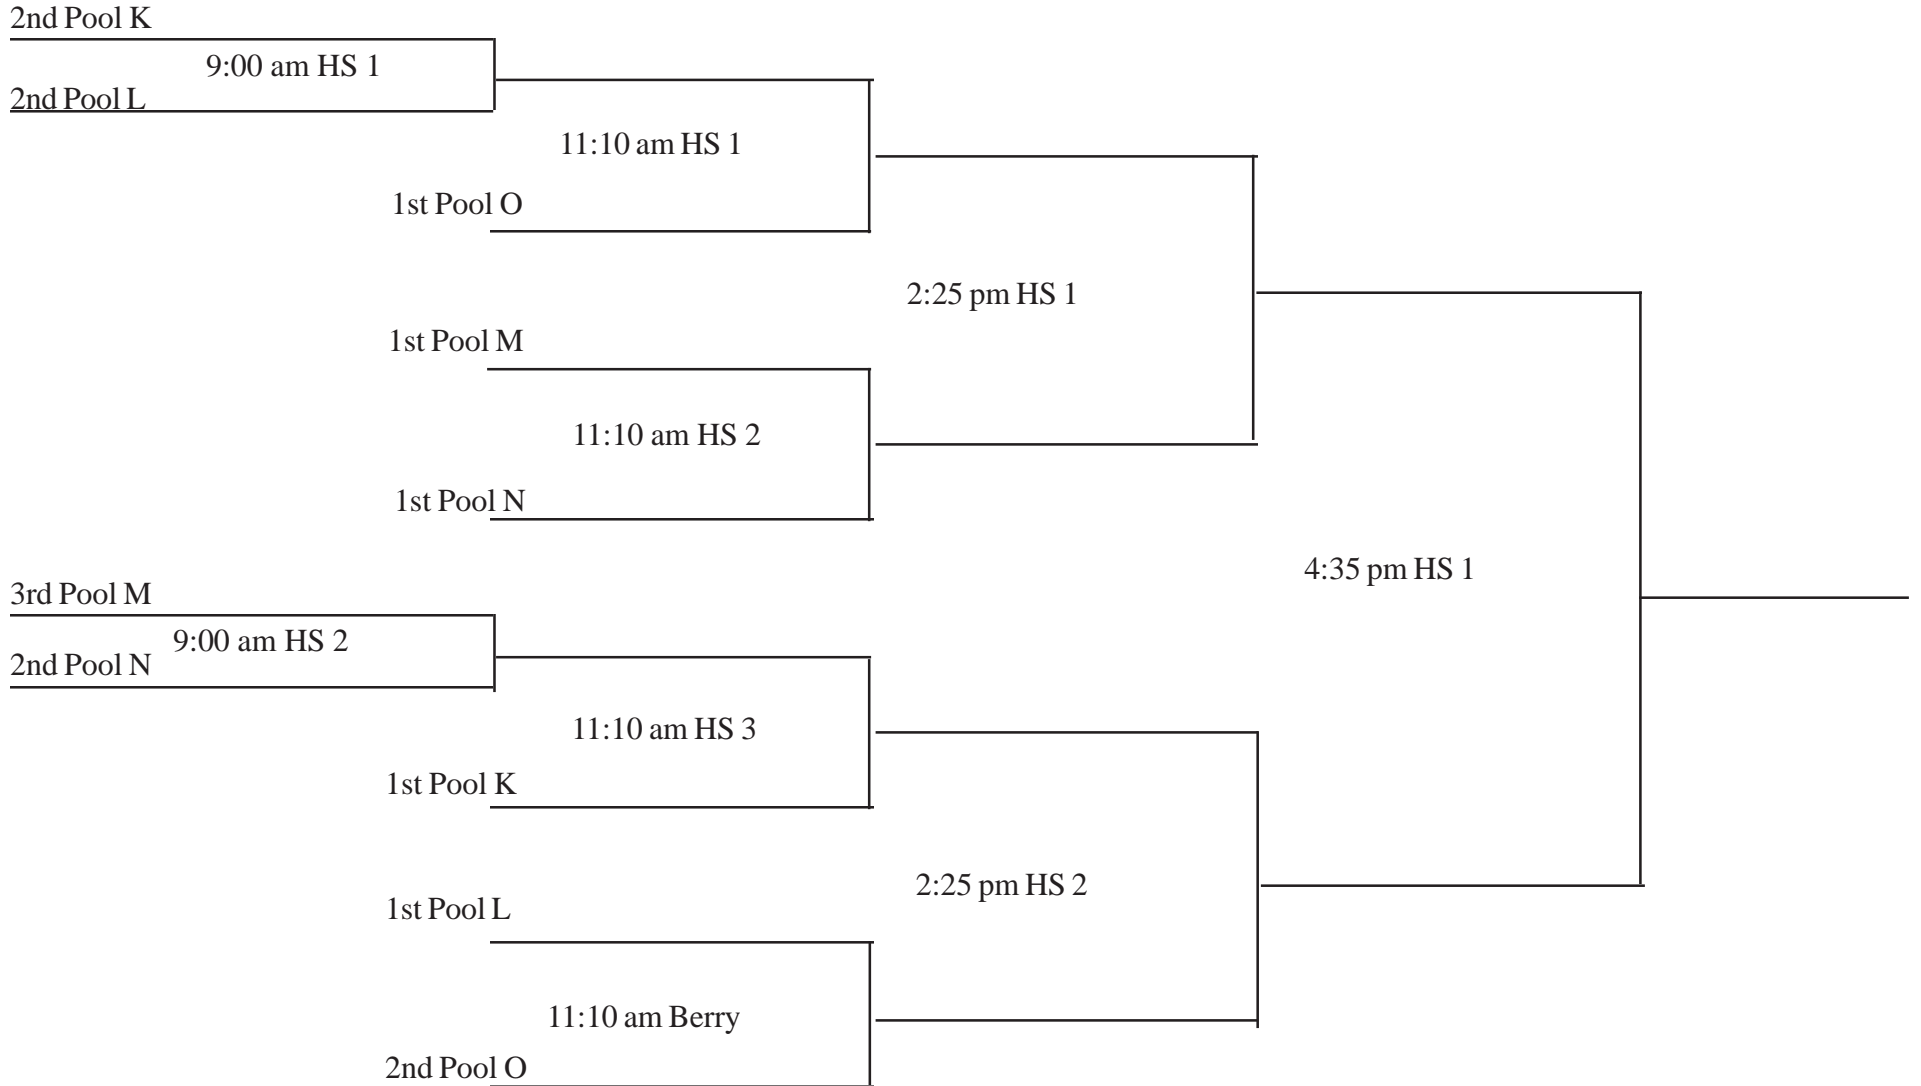 2nd Pool K
9:00 am HS 1
2nd Pool L
11:10 am HS 1
1st Pool O
2:25 pm HS 1
1st Pool M
11:10 am HS 2
1st Pool N
4:35 pm HS 1
3rd Pool M
9:00 am HS 2
2nd Pool N
11:10 am HS 3
1st Pool K
2:25 pm HS 2
1st Pool L
11:10 am Berry
2nd Pool O